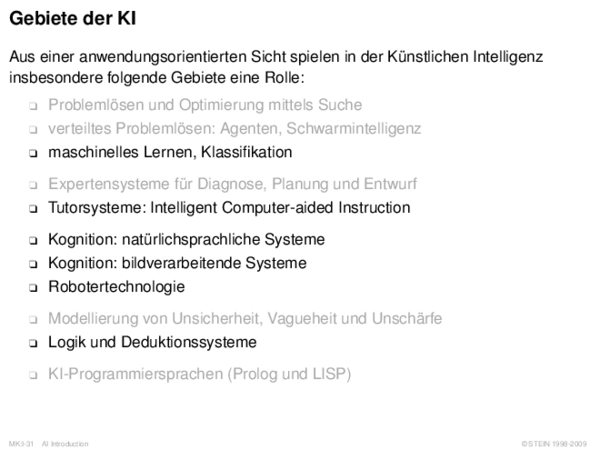 Gebiete der KI
Aus einer anwendungsorientierten Sicht spielen in der Künstlichen Intelligenz
insbesondere folgende Gebiete eine Rolle:
❑ Problemlösen und Optimierung mittels Suche
❑ verteiltes Problemlösen: Agenten, Schwarmintelligenz
❑ maschinelles Lernen, Klassifikation
❑ Expertensysteme für Diagnose, Planung und Entwurf
❑ Tutorsysteme: Intelligent Computer-aided Instruction
❑ Kognition: natürlichsprachliche Systeme
❑ Kognition: bildverarbeitende Systeme
❑ Robotertechnologie
❑ Modellierung von Unsicherheit, Vagueheit und Unschärfe
❑ Logik und Deduktionssysteme
❑ KI-Programmiersprachen (Prolog und LISP)
MK:I-31 AI Introduction © STEIN 1998-2009